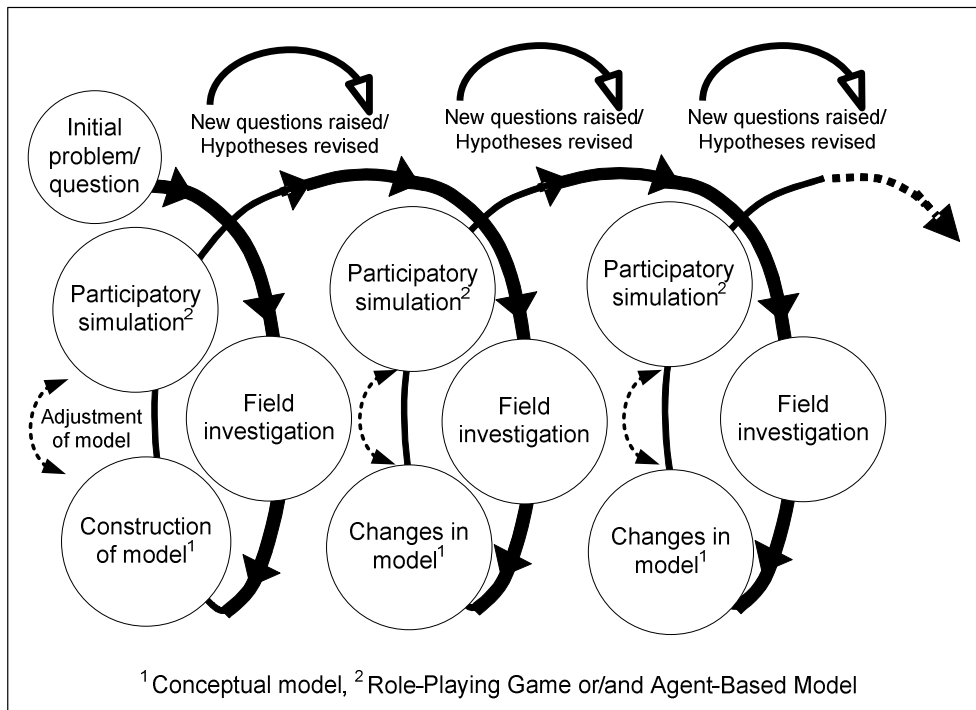 New questions raised/
Hypotheses revised
New questions raised/
Hypotheses revised
New questions raised/
Hypotheses revised
Initial
problem/
question
Participatory
simulation²
Field
investigation
Adjustment
of model
Construction
of model¹
Participatory
simulation²
Field
investigation
Changes in
model¹
Participatory
simulation²
Field
investigation
Changes in
model¹
¹ Conceptual model, ² Role-Playing Game or/and Agent-Based Model